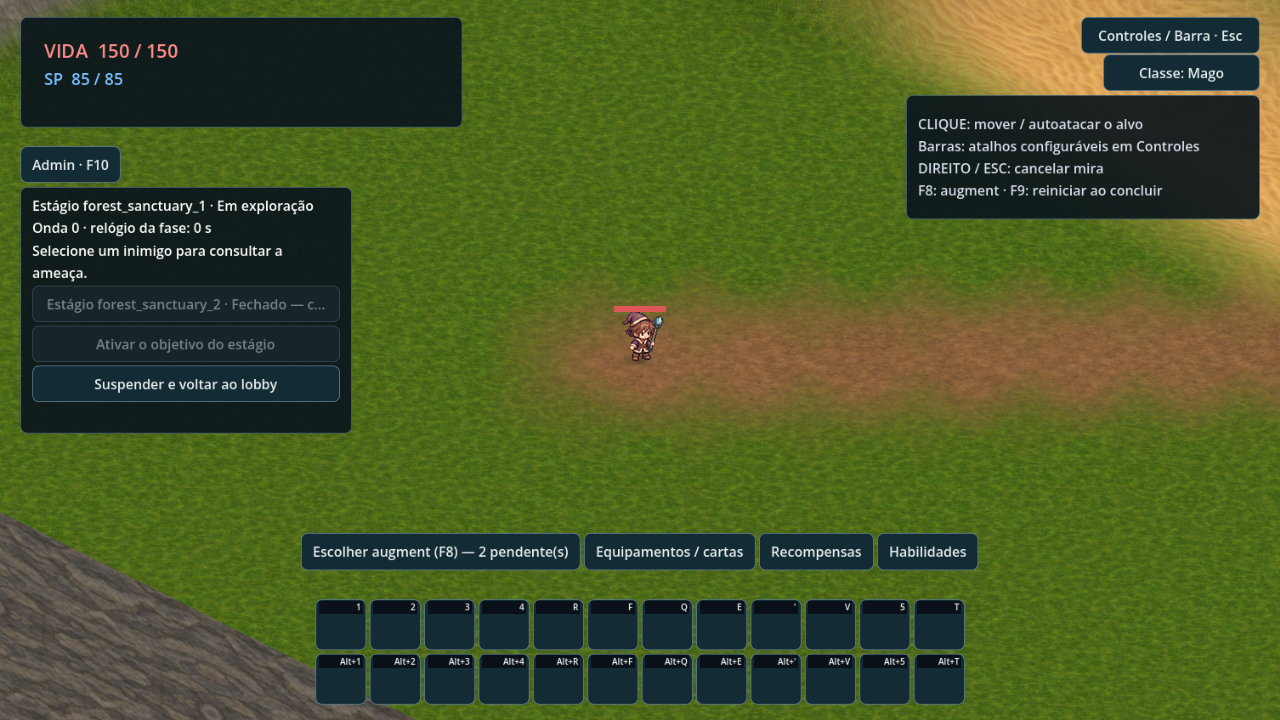 VIDA 150 / 150
SP 85 / 85
Controles / Barra · Esc
Classe: Mago
CLIQUE: mover / autoatacar o alvo
Barras: atalhos configuráveis em Controles
DIREITO / ESC: cancelar mira
F8: augment · F9: reiniciar ao concluir
Admin · F10
Estágio forest_sanctuary_1 · Em exploração
Onda 0 · relógio da fase: 0 s
Selecione um inimigo para consultar a
ameaça.
Estágio forest_sanctuary_2 · Fechado — c...
Ativar o objetivo do estágio
Suspender e voltar ao lobby
Escolher augment (F8) — 2 pendente(s)
Equipamentos / cartas
Recompensas
Habilidades
1 2 3 4 R F Q E ' V 5 T
Alt+1 Alt+2 Alt+3 Alt+4 Alt+R Alt+F Alt+Q Alt+E Alt+' Alt+V Alt+5 Alt+T